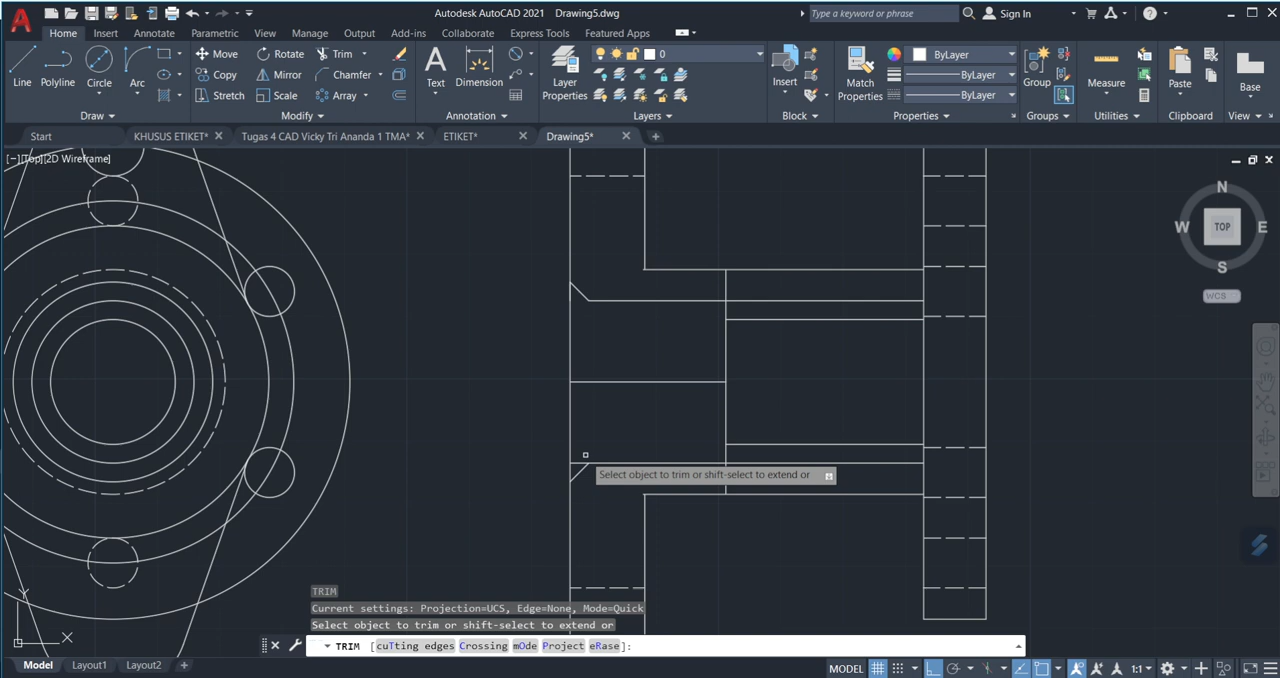 Autodesk AutoCAD 2021 Drawing5.dwg
Type a keyword or phrase
Sign In
Home Insert Annotate Parametric View Manage Output Add-ins Collaborate Express Tools Featured Apps
Line Polyline Circle Arc
Move Rotate Trim
Copy Mirror Chamfer
Stretch Scale Array
Text Dimension
Layer Properties
0
Insert
Match Properties
ByLayer
ByLayer
ByLayer
Group
Measure
Paste
Base
Draw Modify Annotation Layers Block Properties Groups Utilities Clipboard View
Start KHUSUS ETIKET* Tugas 4 CAD Vicky Tri Ananda 1 TMA* ETIKET* Drawing5*
[−][Top][2D Wireframe]
N
W TOP E
S
WCS
Select object to trim or shift-select to extend or
TRIM
Current settings: Projection=UCS, Edge=None, Mode=Quick
Select object to trim or shift-select to extend or
Y
X
TRIM [cuTting edges Crossing mOde Project eRase]:
Model Layout1 Layout2 +
MODEL 1:1